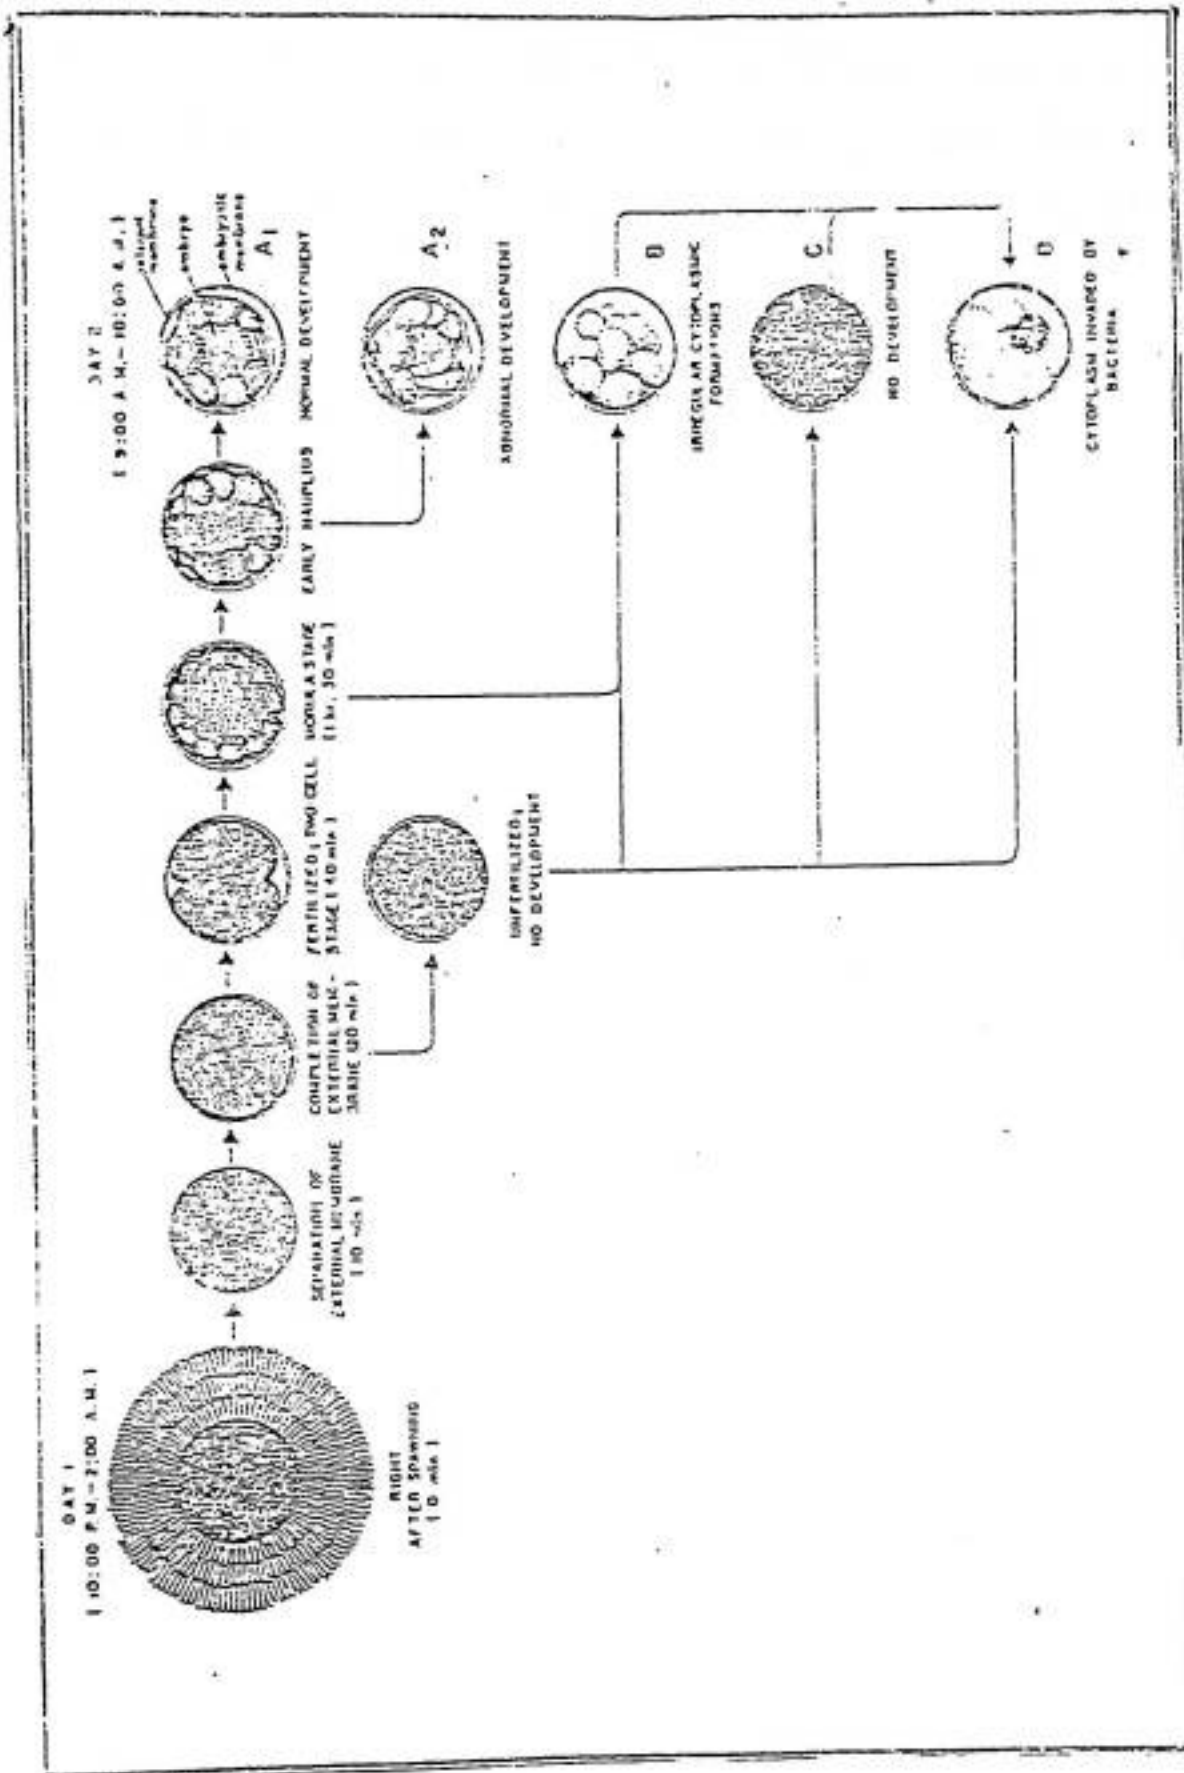 DAY 1
( 10:00 P.M.- 2:00 A.M. )
RIGHT
AFTER SPAWNING
( 0 min )
SEPARATION OF
EXTERNAL MEMBRANE
( 10 min )
COMPLETION OF
EXTERNAL MEM-
BRANE (20 min )
UNFERTILIZED;
NO DEVELOPMENT
FERTILIZED; TWO CELL
STAGE ( 40 min )
MORULA STAGE
( 1 hr, 30 min )
EARLY NAUPLIUS
DAY 2
( 9:00 A.M.- 10:00 A.M. )
membrane
embryo
embryonic
membrane
A1
NORMAL DEVELOPMENT
A2
ABNORMAL DEVELOPMENT
B
IRREGULAR CYTOPLASMIC
FORMATIONS
C
NO DEVELOPMENT
D
CYTOPLASM INVADED BY
BACTERIA